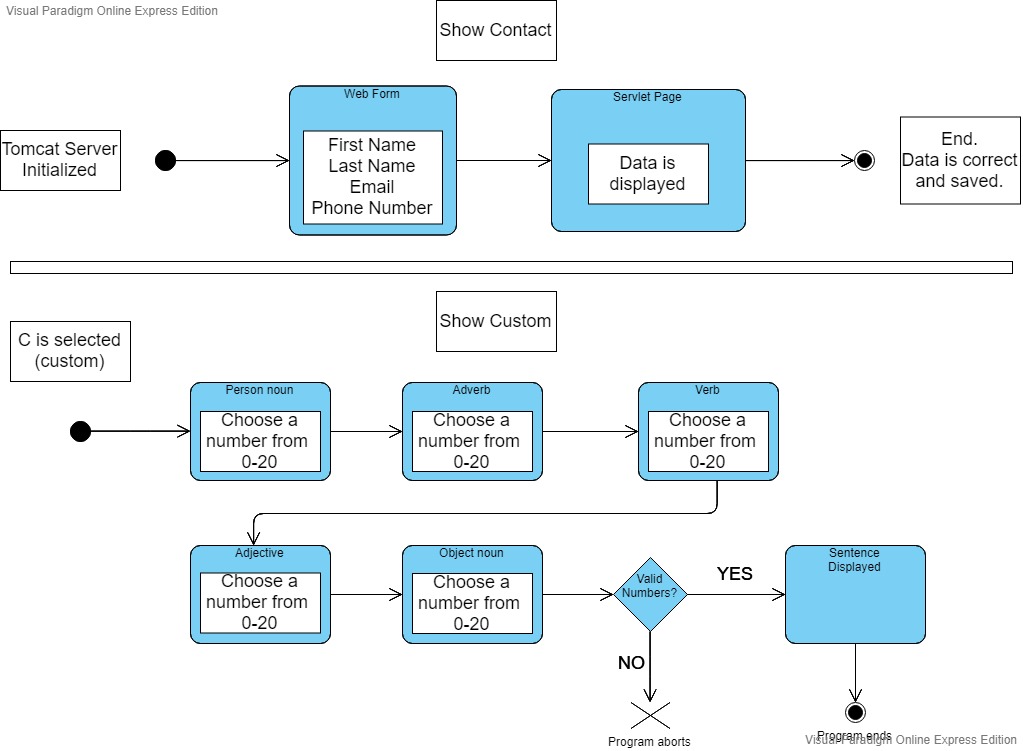 Visual Paradigm Online Express Edition
Show Contact
Web Form
Servlet Page
Tomcat Server
Initialized
First Name
Last Name
Email
Phone Number
Data is
displayed
End.
Data is correct
and saved.
Show Custom
C is selected
(custom)
Person noun
Choose a
number from
0-20
Adverb
Choose a
number from
0-20
Verb
Choose a
number from
0-20
Adjective
Choose a
number from
0-20
Object noun
Choose a
number from
0-20
Valid
Numbers?
YES
Sentence
Displayed
NO
Program aborts
Program ends
Visual Paradigm Online Express Edition